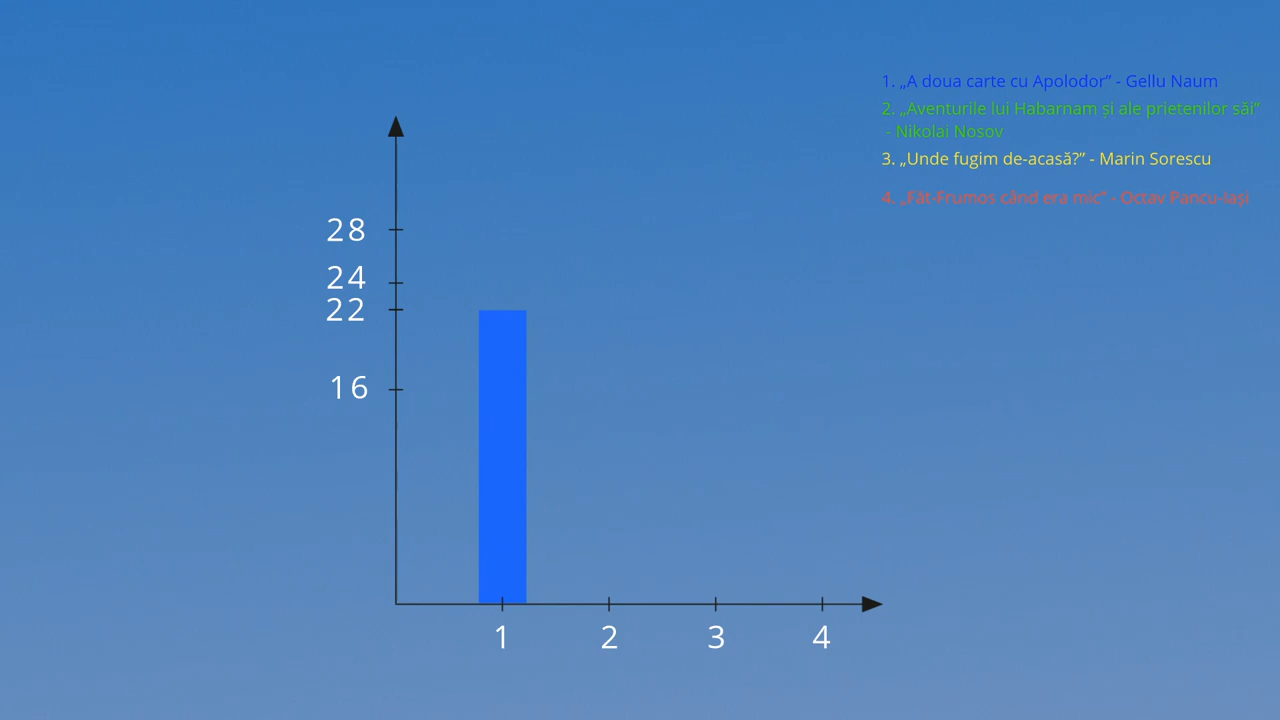 1. „A doua carte cu Apolodor” - Gellu Naum
2. „Aventurile lui Habarnam și ale prietenilor săi”
- Nikolai Nosov
3. „Unde fugim de-acasă?” - Marin Sorescu
4. „Făt-Frumos când era mic” - Octav Pancu-Iași
28
24
22
16
1 2 3 4